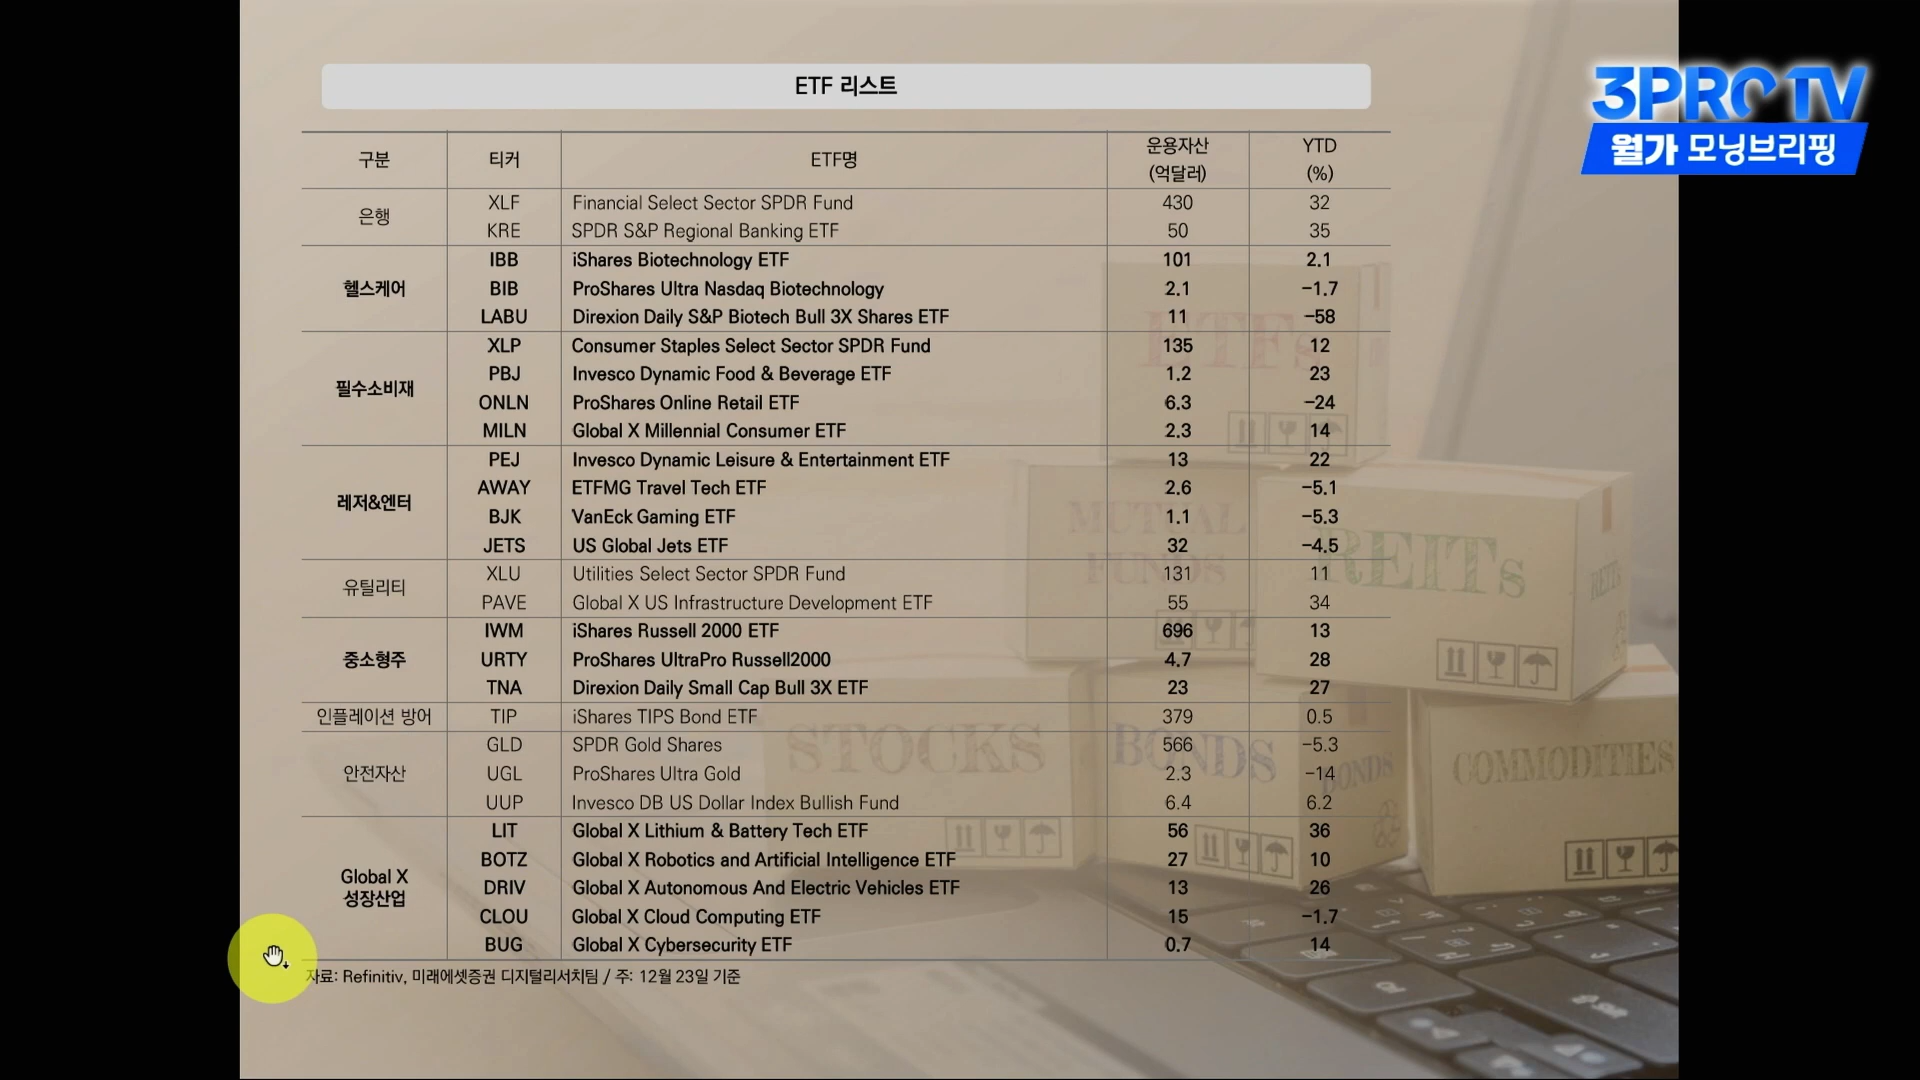 ETF 리스트
3PRO TV
월가 모닝브리핑
구분 티커 ETF명 운용자산 (억달러) YTD (%)
은행
XLF Financial Select Sector SPDR Fund 430 32
KRE SPDR S&P Regional Banking ETF 50 35
헬스케어
IBB iShares Biotechnology ETF 101 2.1
BIB ProShares Ultra Nasdaq Biotechnology 2.1 -1.7
LABU Direxion Daily S&P Biotech Bull 3X Shares ETF 11 -58
필수소비재
XLP Consumer Staples Select Sector SPDR Fund 135 12
PBJ Invesco Dynamic Food & Beverage ETF 1.2 23
ONLN ProShares Online Retail ETF 6.3 -24
MILN Global X Millennial Consumer ETF 2.3 14
레저&엔터
PEJ Invesco Dynamic Leisure & Entertainment ETF 13 22
AWAY ETFMG Travel Tech ETF 2.6 -5.1
BJK VanEck Gaming ETF 1.1 -5.3
JETS US Global Jets ETF 32 -4.5
유틸리티
XLU Utilities Select Sector SPDR Fund 131 11
PAVE Global X US Infrastructure Development ETF 55 34
중소형주
IWM iShares Russell 2000 ETF 696 13
URTY ProShares UltraPro Russell2000 4.7 28
TNA Direxion Daily Small Cap Bull 3X ETF 23 27
인플레이션 방어
TIP iShares TIPS Bond ETF 379 0.5
안전자산
GLD SPDR Gold Shares 566 -5.3
UGL ProShares Ultra Gold 2.3 -14
UUP Invesco DB US Dollar Index Bullish Fund 6.4 6.2
Global X
성장산업
LIT Global X Lithium & Battery Tech ETF 56 36
BOTZ Global X Robotics and Artificial Intelligence ETF 27 10
DRIV Global X Autonomous And Electric Vehicles ETF 13 26
CLOU Global X Cloud Computing ETF 15 -1.7
BUG Global X Cybersecurity ETF 0.7 14
자료: Refinitiv, 미래에셋증권 디지털리서치팀 / 주: 12월 23일 기준
ETFs
MUTUAL
FUNDS
REITs
STOCKS
BONDS
BONDS
COMMODITIES